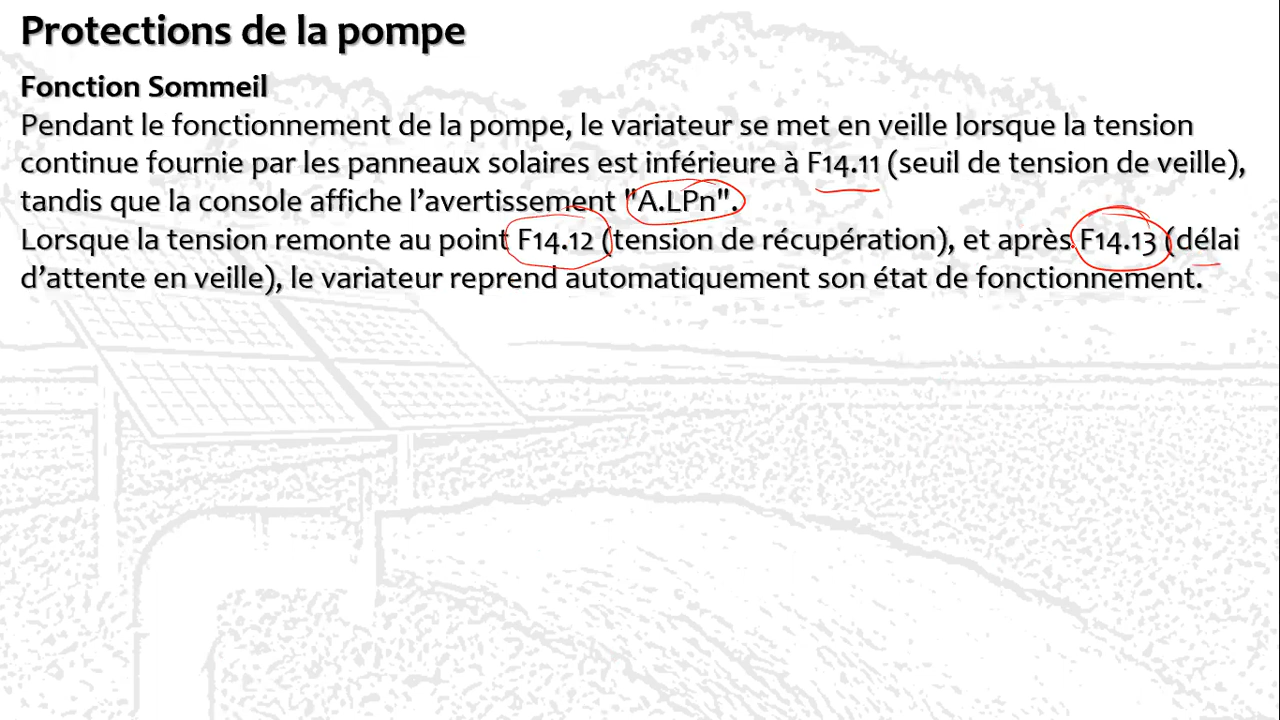 Protections de la pompe
Fonction Sommeil
Pendant le fonctionnement de la pompe, le variateur se met en veille lorsque la tension
continue fournie par les panneaux solaires est inférieure à F14.11 (seuil de tension de veille),
tandis que la console affiche l’avertissement "A.LPn".
Lorsque la tension remonte au point F14.12 (tension de récupération), et après F14.13 (délai
d’attente en veille), le variateur reprend automatiquement son état de fonctionnement.